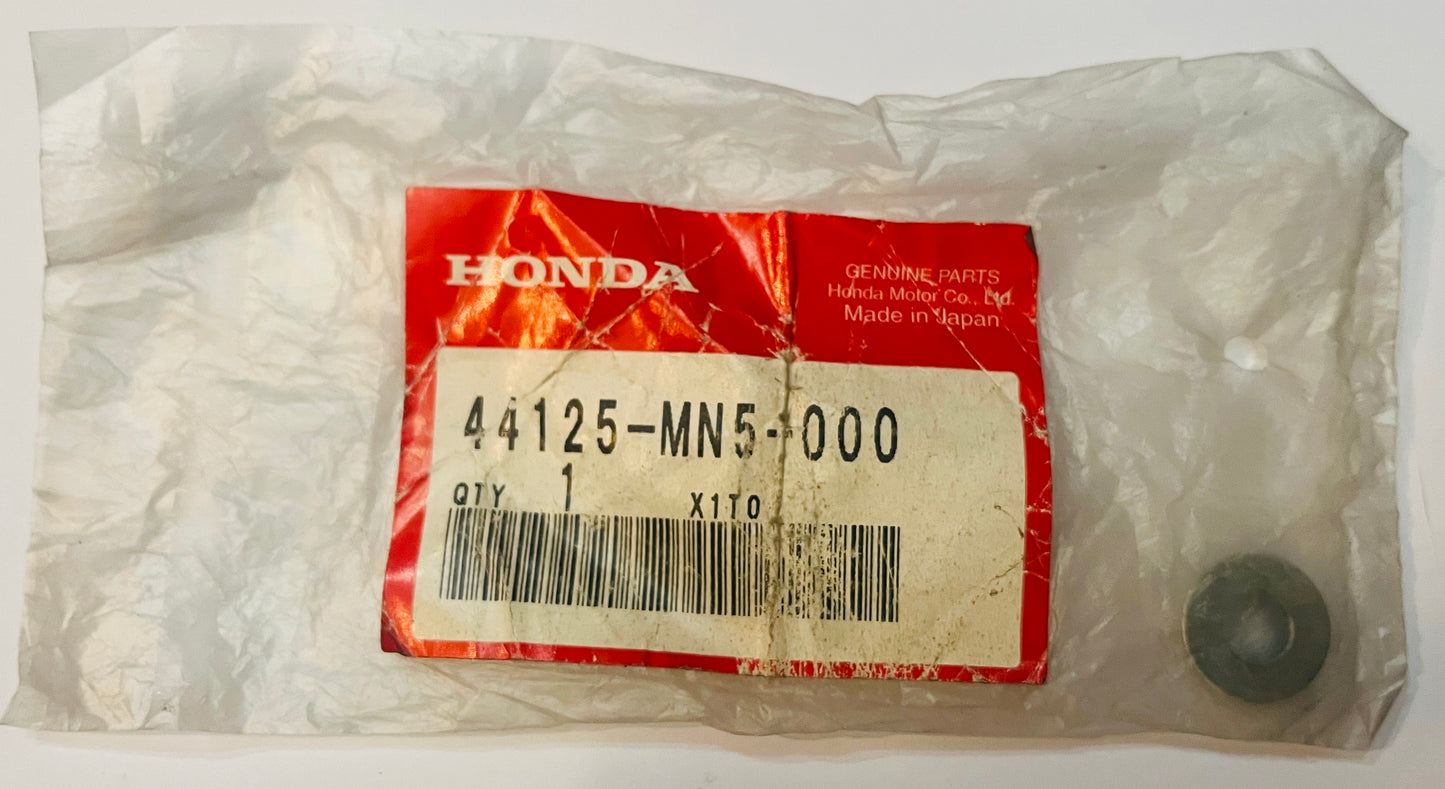 HONDA
GENUINE PARTS
Honda Motor Co., Ltd.
Made in Japan
44125-MN5-000
QTY 1 X1T0